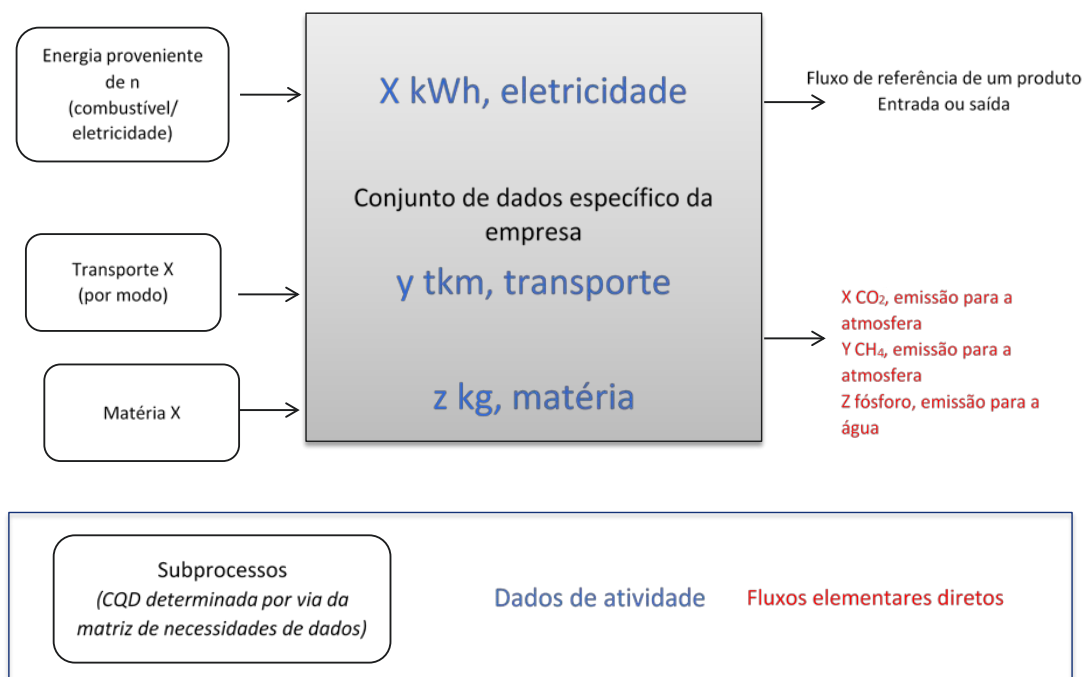 Energia proveniente
de n
(combustível/
eletricidade)
X kWh, eletricidade
Fluxo de referência de um produto
Entrada ou saída
Conjunto de dados específico da
empresa
Transporte X
(por modo)
y tkm, transporte
X CO₂, emissão para a
atmosfera
Y CH₄, emissão para a
atmosfera
Z fósforo, emissão para a
água
Matéria X
z kg, matéria
Subprocessos
(CQD determinada por via da
matriz de necessidades de dados)
Dados de atividade
Fluxos elementares diretos